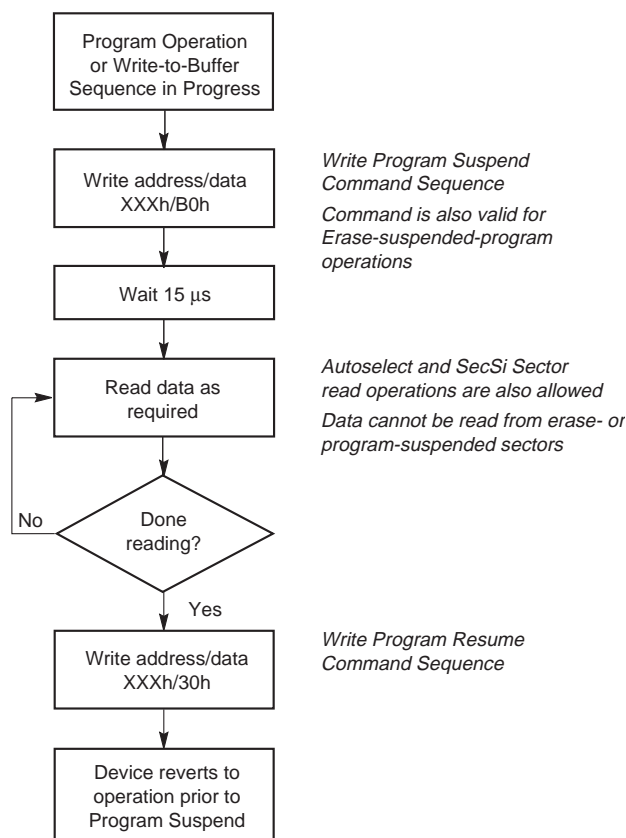 Program Operation
or Write-to-Buffer
Sequence in Progress
Write address/data
XXXh/B0h
Write Program Suspend
Command Sequence
Command is also valid for
Erase-suspended-program
operations
Wait 15 μs
Read data as
required
Autoselect and SecSi Sector
read operations are also allowed
Data cannot be read from erase- or
program-suspended sectors
No
Done
reading?
Yes
Write address/data
XXXh/30h
Write Program Resume
Command Sequence
Device reverts to
operation prior to
Program Suspend